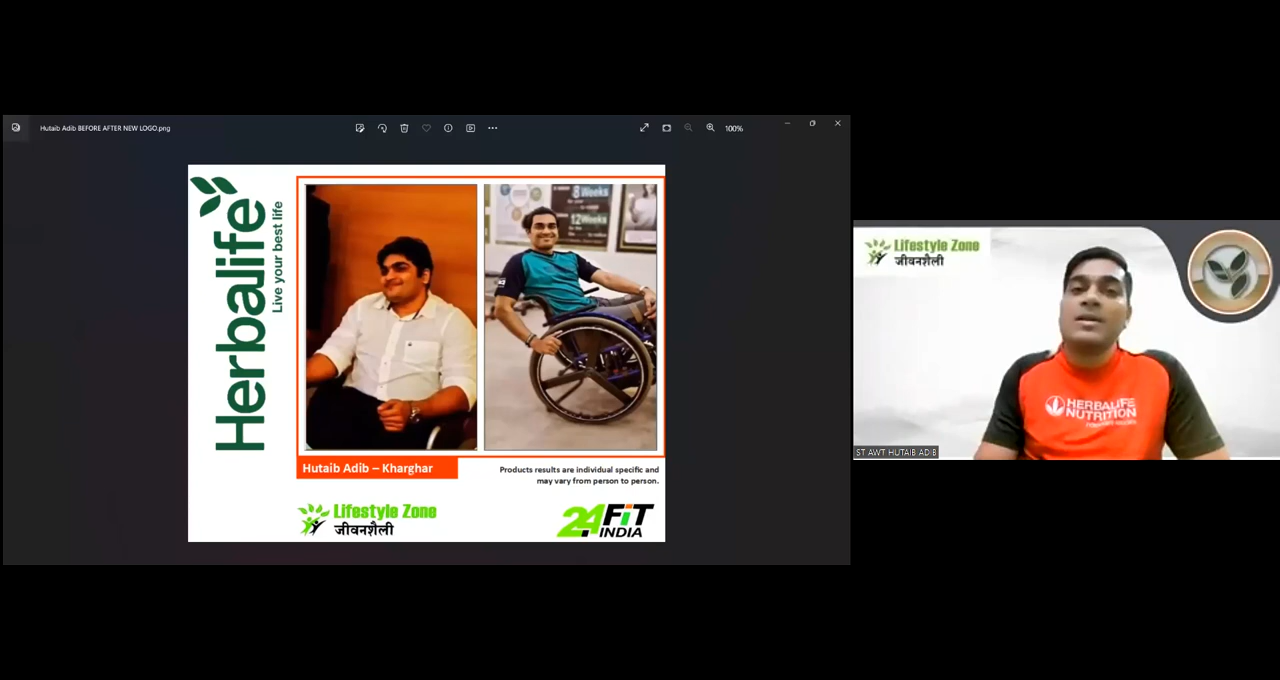 Hutaib Adib BEFORE AFTER NEW LOGO.png
100%
Herbalife
Live your best life
8 Weeks
12 Weeks
Hutaib Adib – Kharghar
Products results are individual specific and
may vary from person to person.
Lifestyle Zone
जीवनशैली
24FiT
INDIA
Lifestyle Zone
जीवनशैली
HERBALIFE
NUTRITION
ST AWT HUTAIB ADIB